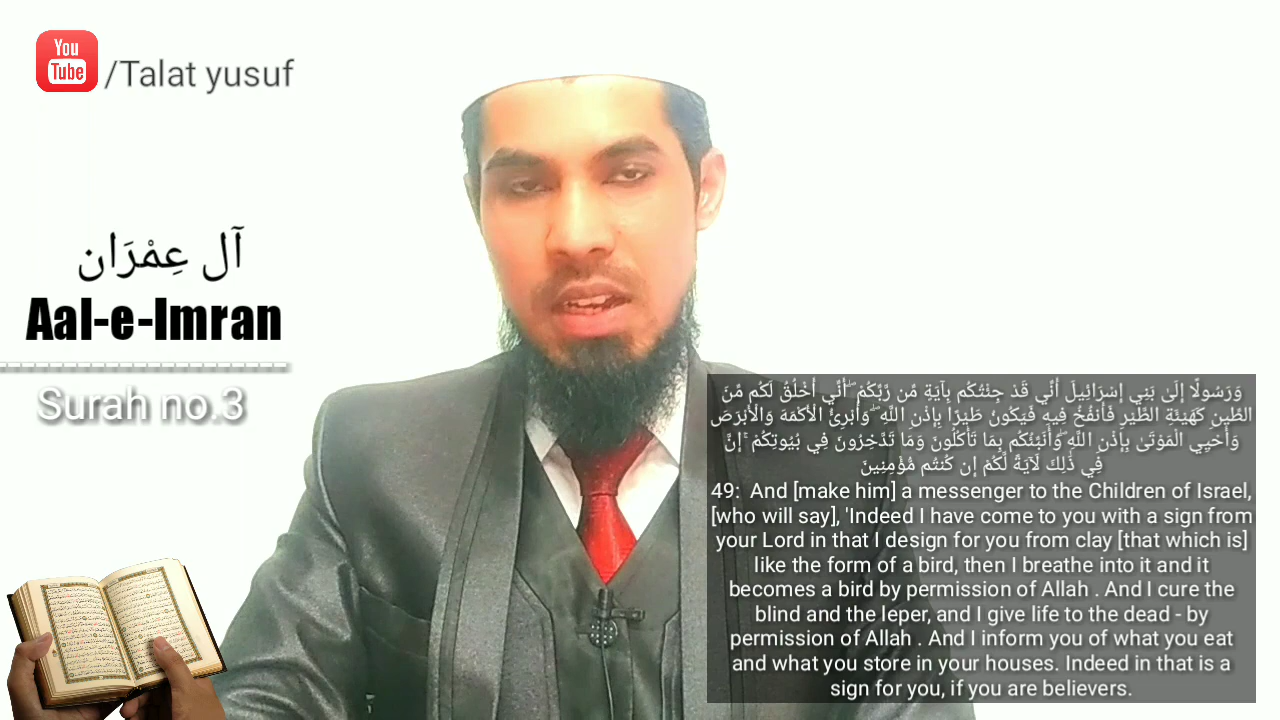 You
Tube
/Talat yusuf
آل عِمْرَان
Aal-e-Imran
Surah no.3
وَرَسُولًا إِلَىٰ بَنِي إِسْرَائِيلَ أَنِّي قَدْ جِئْتُكُم بِآيَةٍ مِّن رَّبِّكُمْ ۖ أَنِّي أَخْلُقُ لَكُم مِّنَ
الطِّينِ كَهَيْئَةِ الطَّيْرِ فَأَنفُخُ فِيهِ فَيَكُونُ طَيْرًا بِإِذْنِ اللَّهِ ۖ وَأُبْرِئُ الْأَكْمَهَ وَالْأَبْرَصَ
وَأُحْيِي الْمَوْتَىٰ بِإِذْنِ اللَّهِ ۖ وَأُنَبِّئُكُم بِمَا تَأْكُلُونَ وَمَا تَدَّخِرُونَ فِي بُيُوتِكُمْ ۚ إِنَّ
فِي ذَٰلِكَ لَآيَةً لَّكُمْ إِن كُنتُم مُّؤْمِنِينَ
49: And [make him] a messenger to the Children of Israel,
[who will say], 'Indeed I have come to you with a sign from
your Lord in that I design for you from clay [that which is]
like the form of a bird, then I breathe into it and it
becomes a bird by permission of Allah . And I cure the
blind and the leper, and I give life to the dead - by
permission of Allah . And I inform you of what you eat
and what you store in your houses. Indeed in that is a
sign for you, if you are believers.